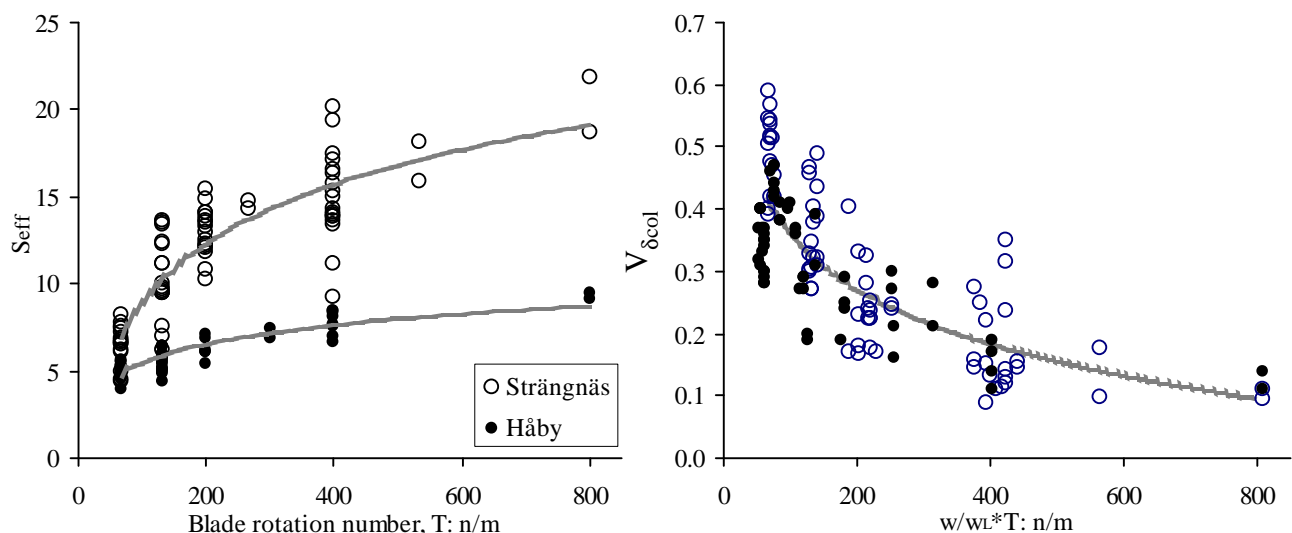 25
20
15
10
5
0
Seff
0 200 400 600 800
Blade rotation number, T: n/m
Strängnäs
Håby
0.7
0.6
0.5
0.4
0.3
0.2
0.1
0.0
Vδcol
0 200 400 600 800
w/wL*T: n/m